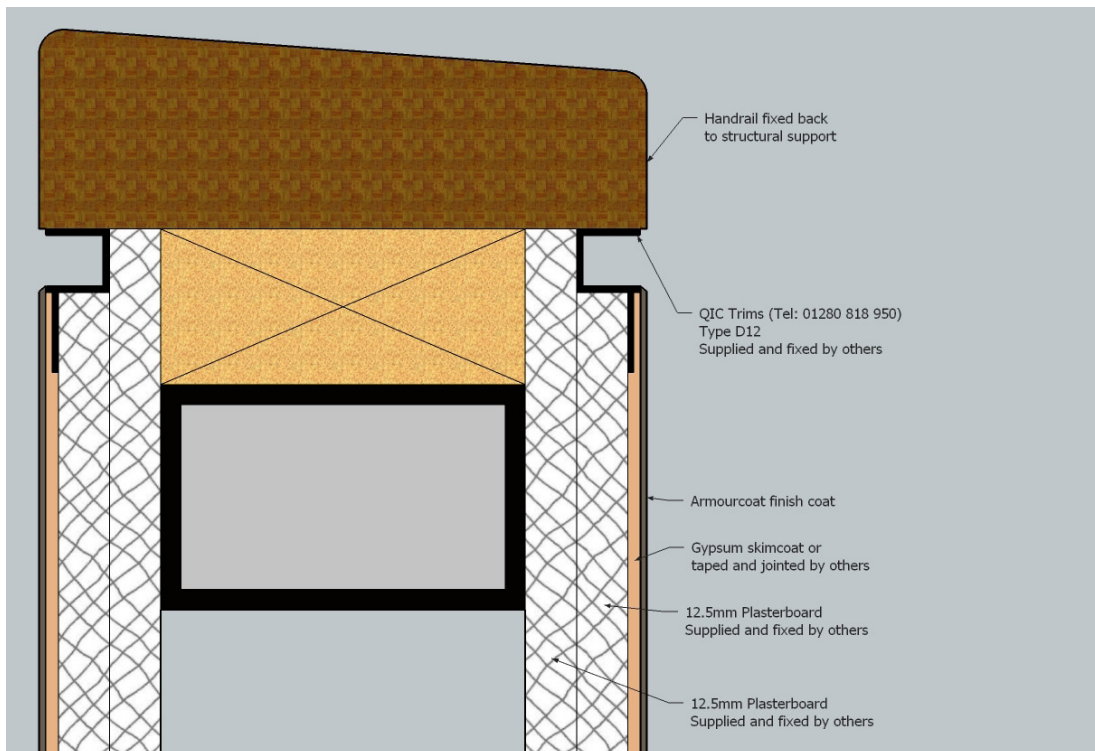 Handrail fixed back
to structural support
QIC Trims (Tel: 01280 818 950)
Type D12
Supplied and fixed by others
Armourcoat finish coat
Gypsum skimcoat or
taped and jointed by others
12.5mm Plasterboard
Supplied and fixed by others
12.5mm Plasterboard
Supplied and fixed by others